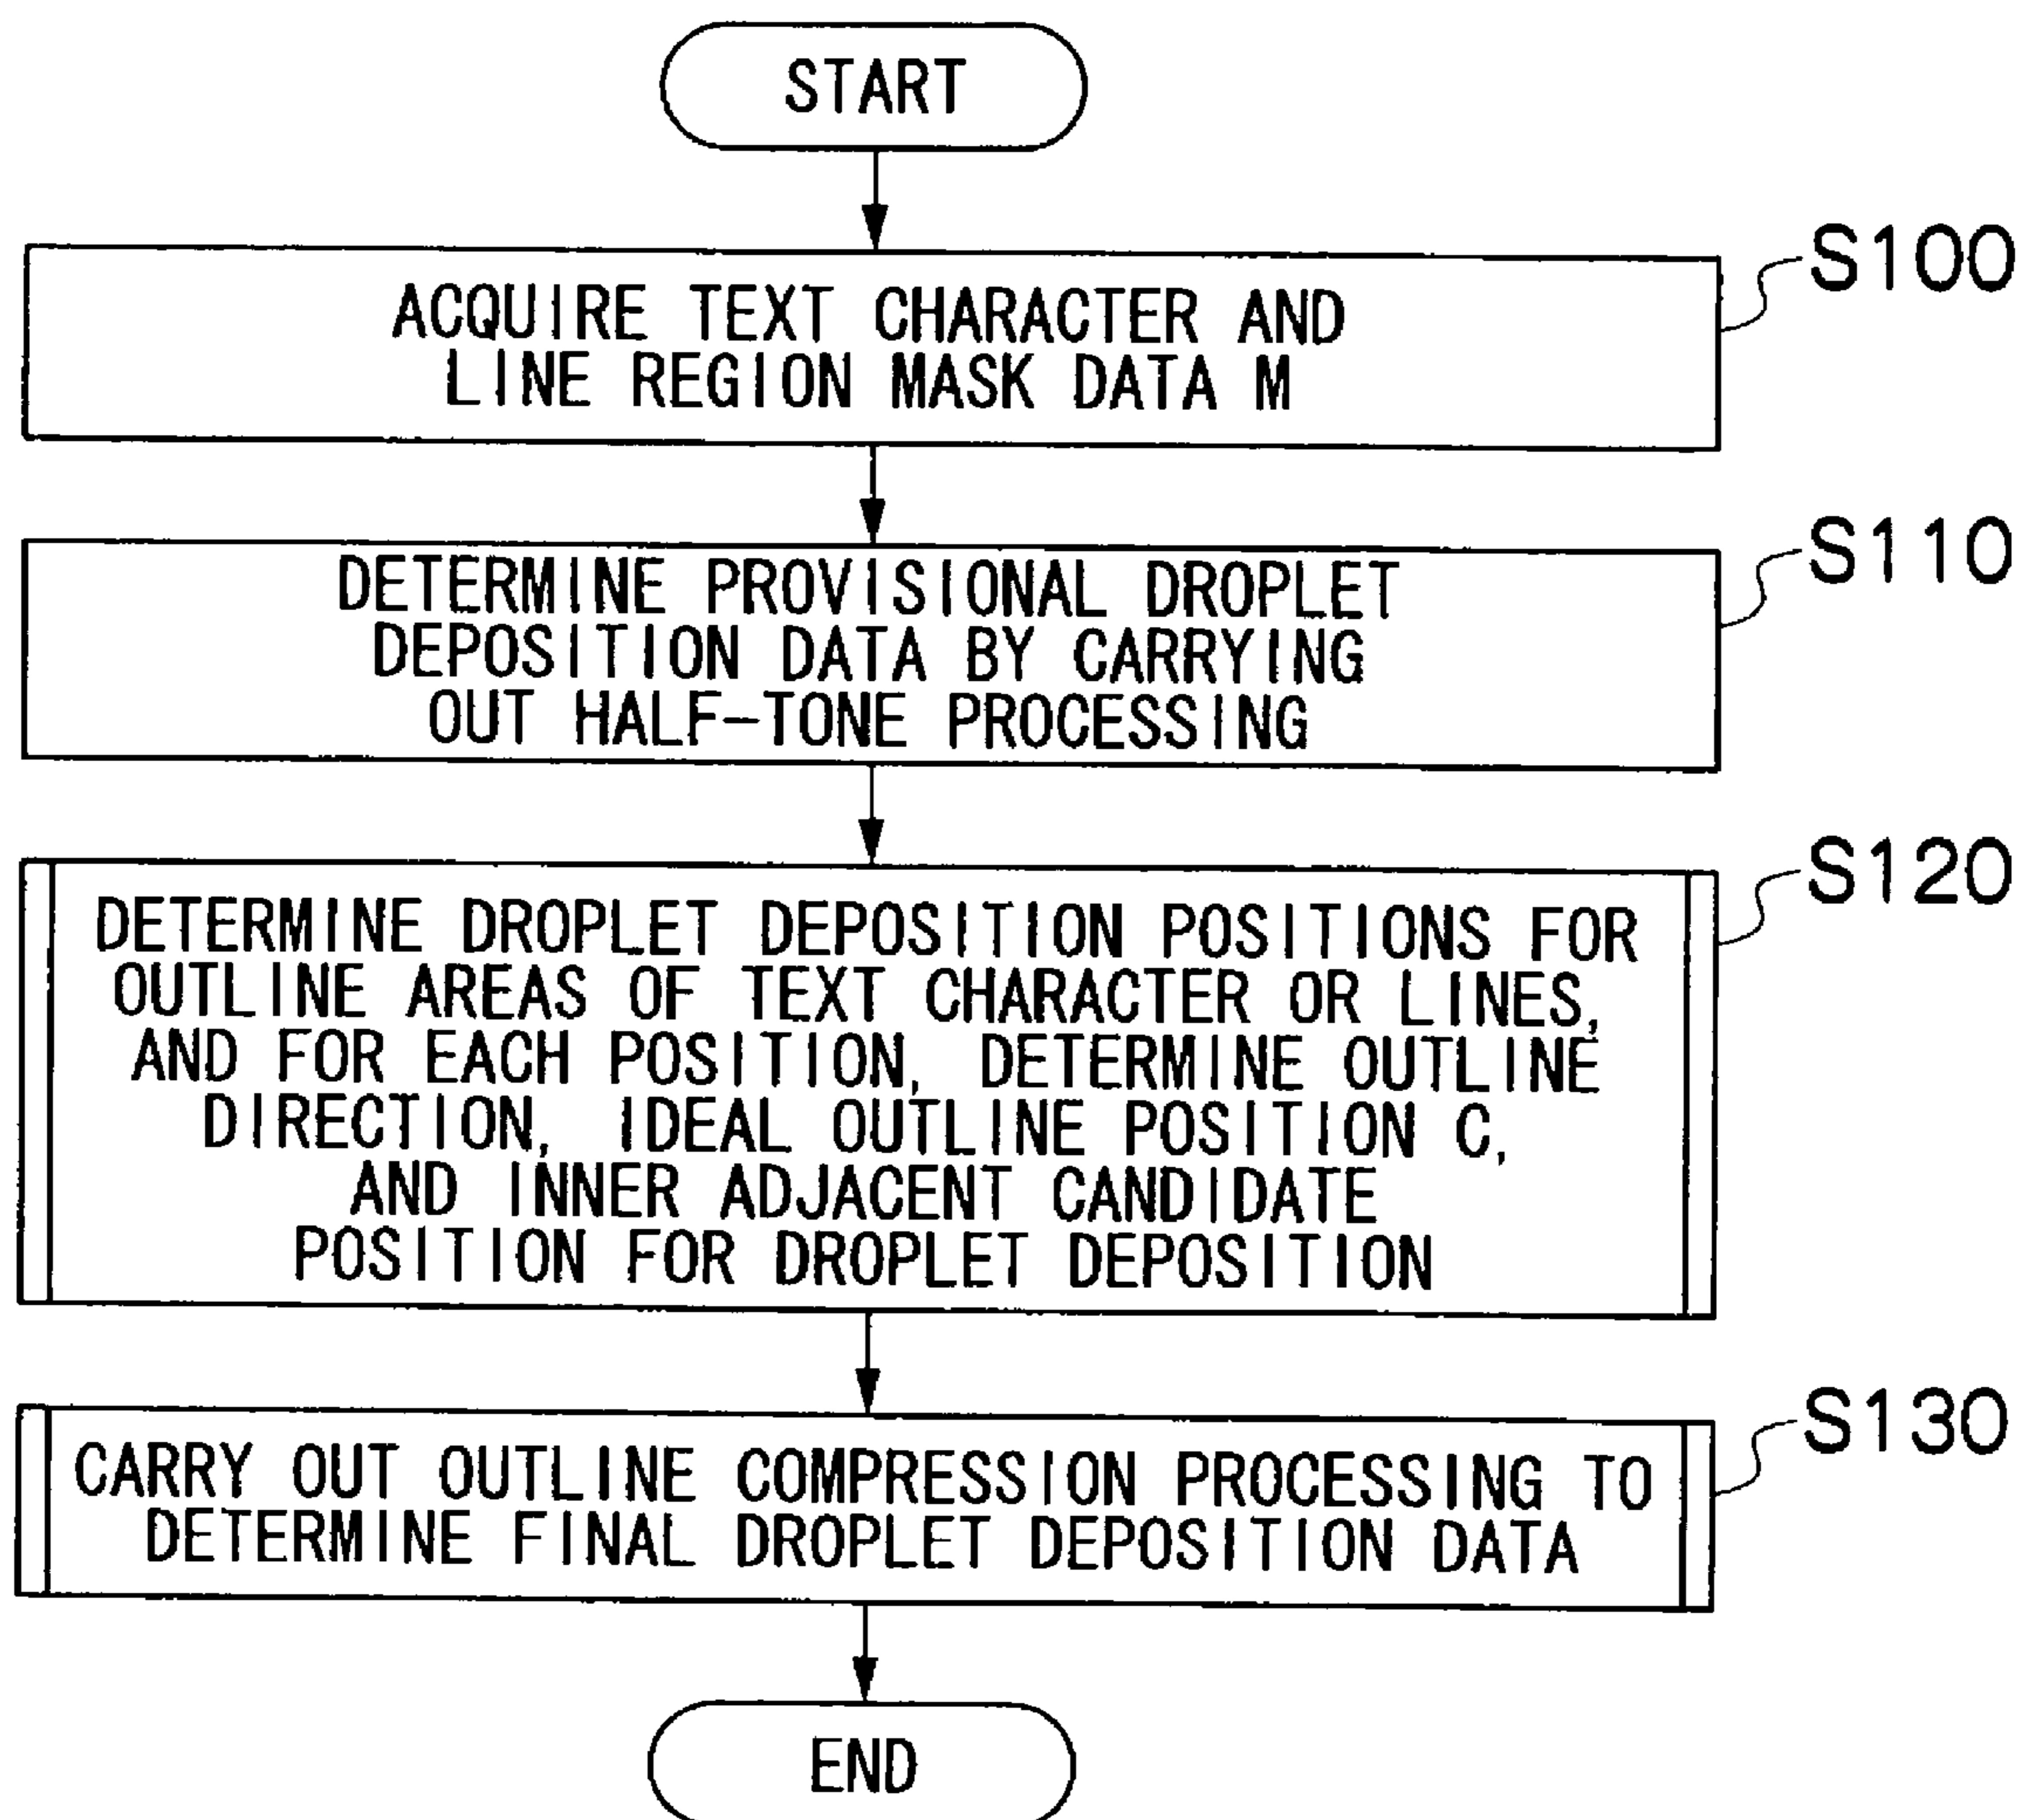 START
S100
ACQUIRE TEXT CHARACTER AND
LINE REGION MASK DATA M
S110
DETERMINE PROVISIONAL DROPLET
DEPOSITION DATA BY CARRYING
OUT HALF-TONE PROCESSING
S120
DETERMINE DROPLET DEPOSITION POSITIONS FOR
OUTLINE AREAS OF TEXT CHARACTER OR LINES,
AND FOR EACH POSITION, DETERMINE OUTLINE
DIRECTION, IDEAL OUTLINE POSITION C,
AND INNER ADJACENT CANDIDATE
POSITION FOR DROPLET DEPOSITION
S130
CARRY OUT OUTLINE COMPRESSION PROCESSING TO
DETERMINE FINAL DROPLET DEPOSITION DATA
END